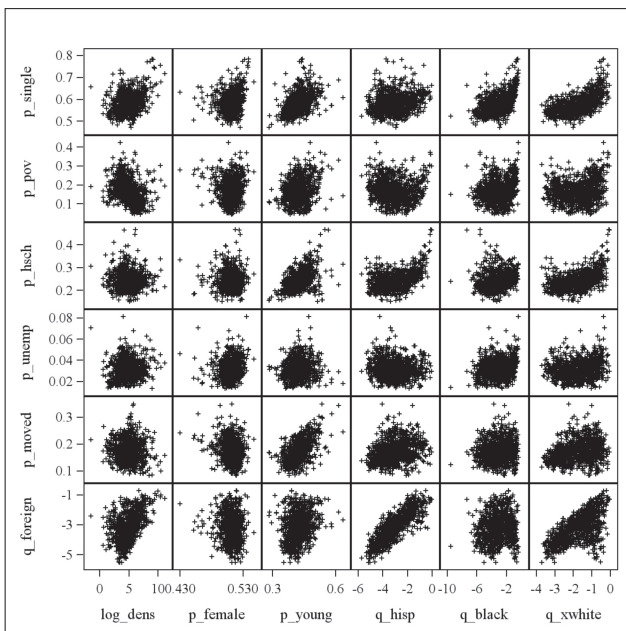 p_single
0.8
0.7
0.6
0.5
p_pov
0.4
0.3
0.2
0.1
p_hsch
0.4
0.3
0.2
p_unemp
0.08
0.06
0.04
0.02
p_moved
0.3
0.2
0.1
q_foreign
-1
-3
-5
0 5 10 0.430 0.530 0.3 0.6 -6 -4 -2 0 -10 -6 -2 -4 -3 -2 -1 0
log_dens p_female p_young q_hisp q_black q_xwhite